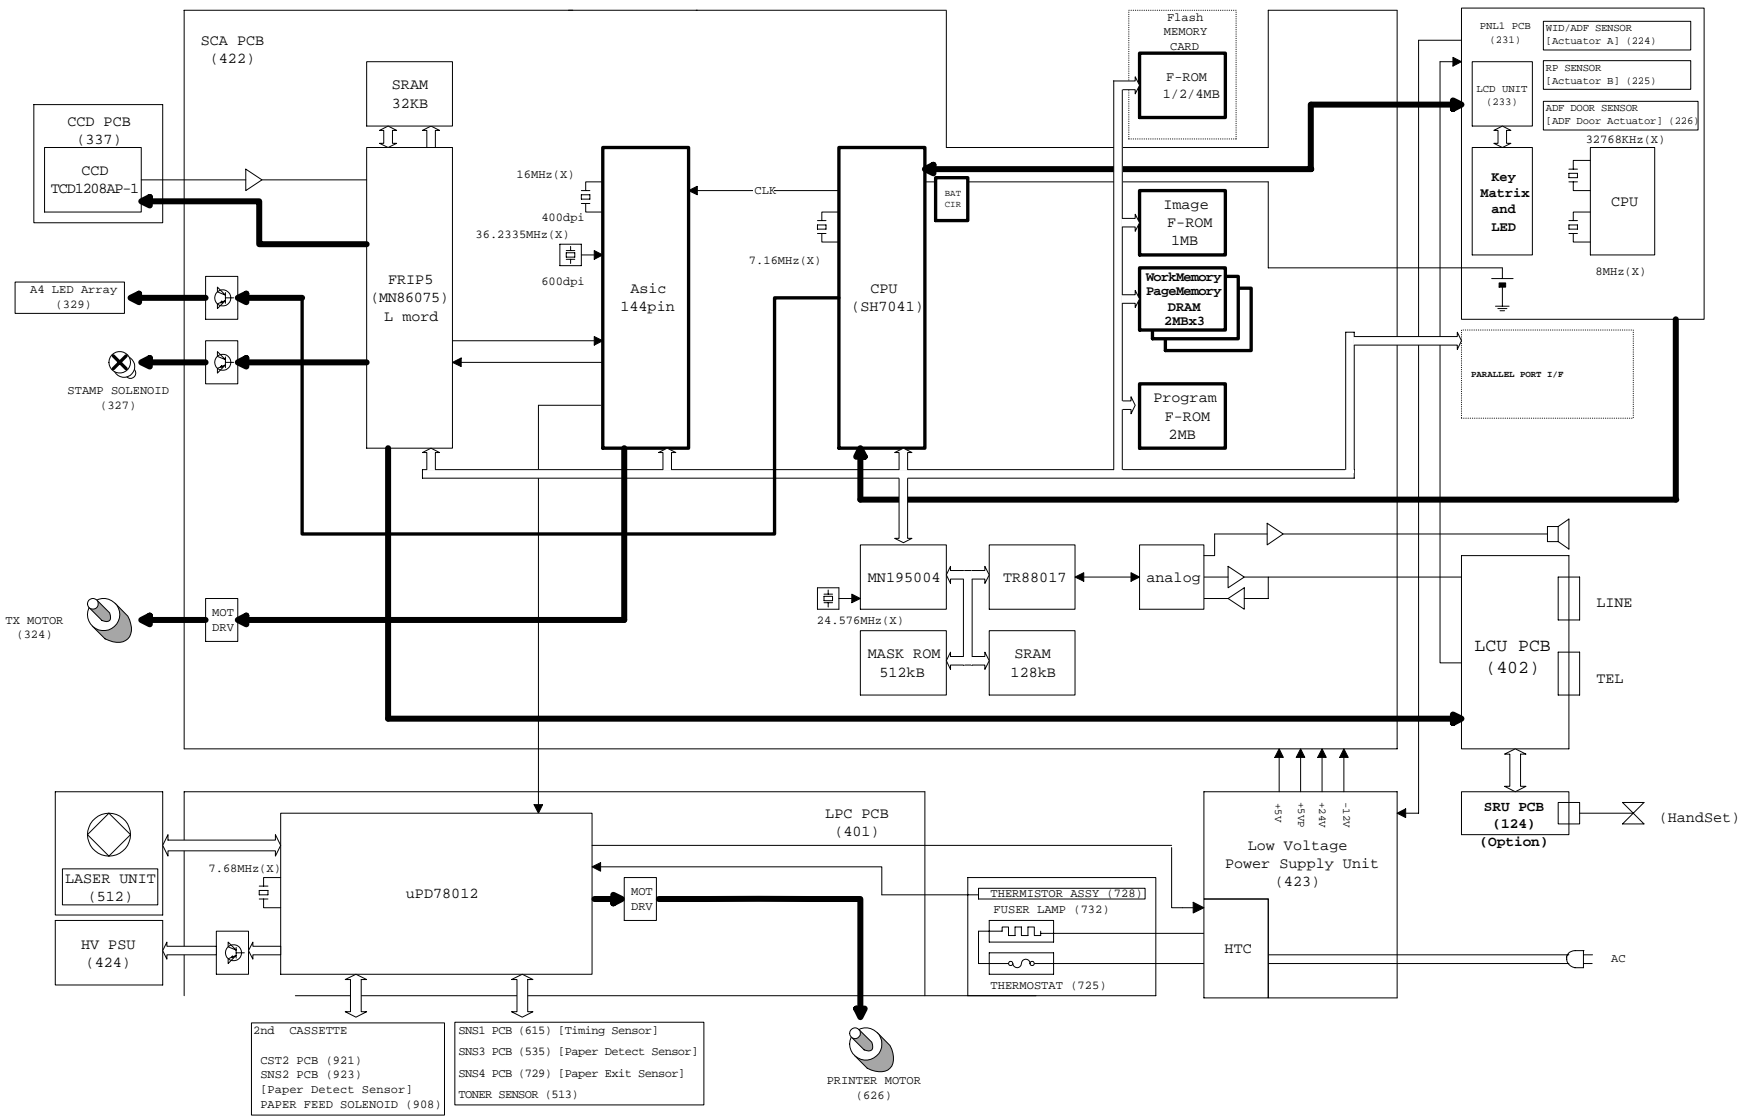 SCA PCB
(422)
SRAM
32KB
CCD PCB
(337)
CCD
TCD1208AP-1
A4 LED Array
(329)
STAMP SOLENOID
(327)
TX MOTOR
(324)
MOT
DRV
FRIP5
(MN86075)
L mord
16MHz(X)
400dpi
36.2335MHz(X)
600dpi
Asic
144pin
CLK
7.16MHz(X)
CPU
(SH7041)
BAT
CIR
Flash
MEMORY
CARD
F-ROM
1/2/4MB
Image
F-ROM
1MB
WorkMemory
PageMemory
DRAM
2MBx3
Program
F-ROM
2MB
PNL1 PCB
(231)
WID/ADF SENSOR
[Actuator A] (224)
RP SENSOR
[Actuator B] (225)
ADF DOOR SENSOR
[ADF Door Actuator] (226)
LCD UNIT
(233)
Key
Matrix
and
LED
32768KHz(X)
CPU
8MHz(X)
PARALLEL PORT I/F
MN195004
TR88017
analog
24.576MHz(X)
MASK ROM
512kB
SRAM
128kB
LCU PCB
(402)
LINE
TEL
SRU PCB
(124)
(Option)
(HandSet)
LASER UNIT
(512)
HV PSU
(424)
7.68MHz(X)
uPD78012
LPC PCB
(401)
MOT
DRV
+5V
+5VP
+24V
-12V
Low Voltage
Power Supply Unit
(423)
THERMISTOR ASSY (728)
FUSER LAMP (732)
THERMOSTAT (725)
HTC
AC
2nd CASSETTE
CST2 PCB (921)
SNS2 PCB (923)
[Paper Detect Sensor]
PAPER FEED SOLENOID (908)
SNS1 PCB (615) [Timing Sensor]
SNS3 PCB (535) [Paper Detect Sensor]
SNS4 PCB (729) [Paper Exit Sensor]
TONER SENSOR (513)
PRINTER MOTOR
(626)